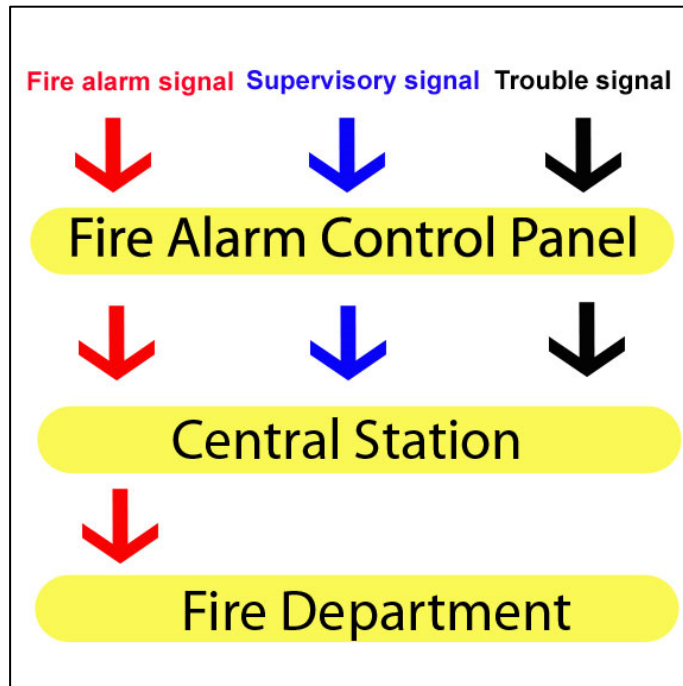 Fire alarm signal Supervisory signal Trouble signal
Fire Alarm Control Panel
Central Station
Fire Department